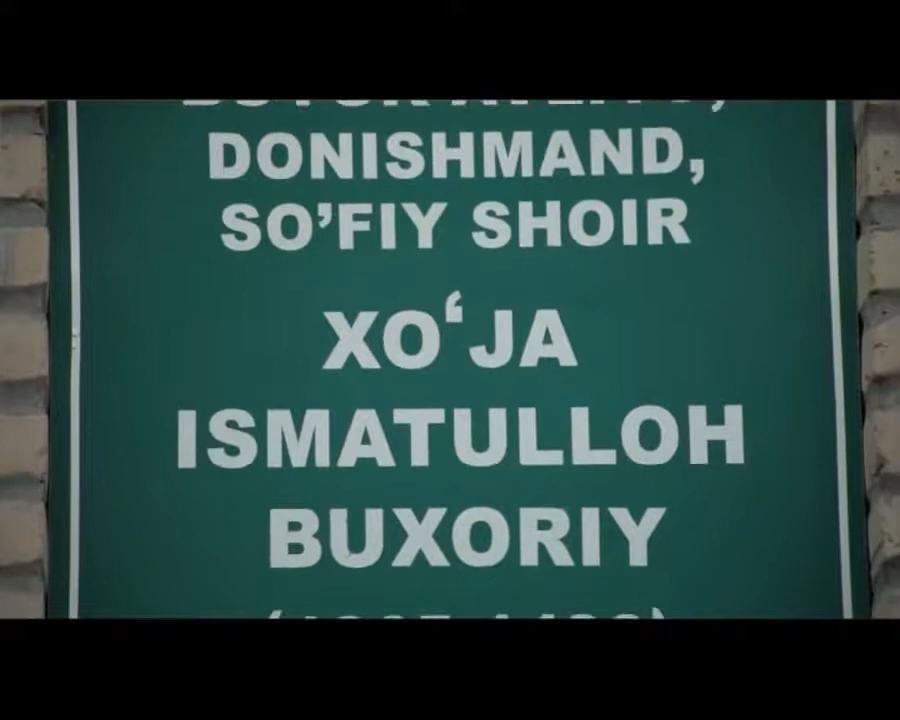 DONISHMAND,
SO’FIY SHOIR
XO‘JA
ISMATULLOH
BUXORIY